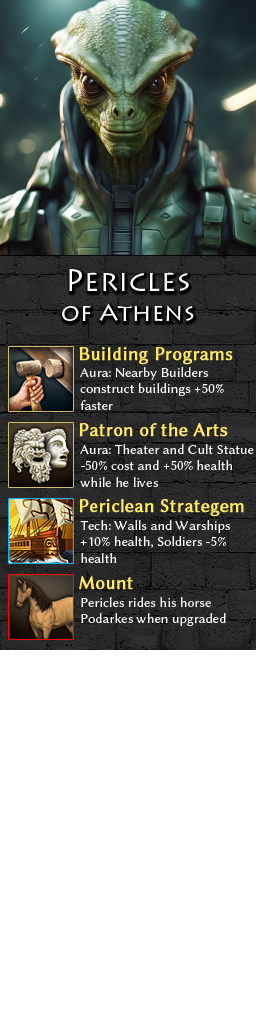 Pericles
of Athens
Building Programs
Aura: Nearby Builders
construct buildings +50%
faster
Patron of the Arts
Aura: Theater and Cult Statue
-50% cost and +50% health
while he lives
Periclean Strategem
Tech: Walls and Warships
+10% health, Soldiers -5%
health
Mount
Pericles rides his horse
Podarkes when upgraded